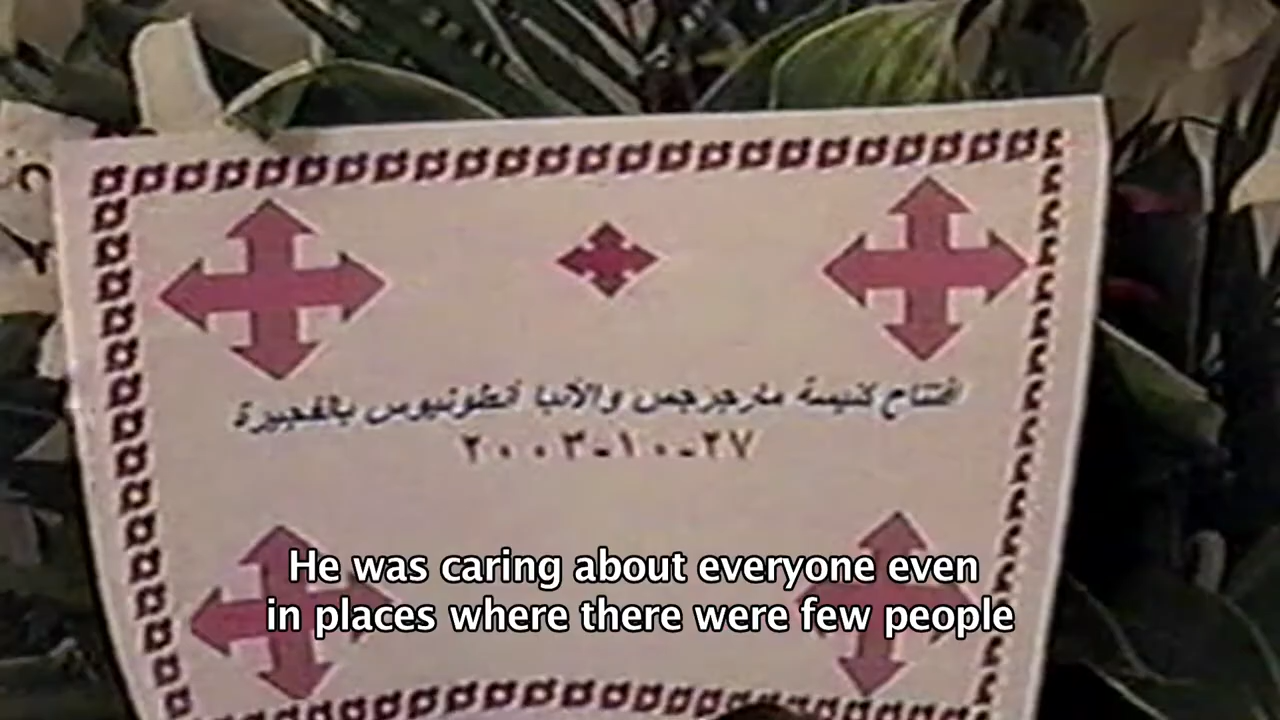 افتتاح كنيسة مارجرجس والأنبا أنطونيوس بالفجيرة
٢٧-١٠-٢٠٠٣
He was caring about everyone even
in places where there were few people